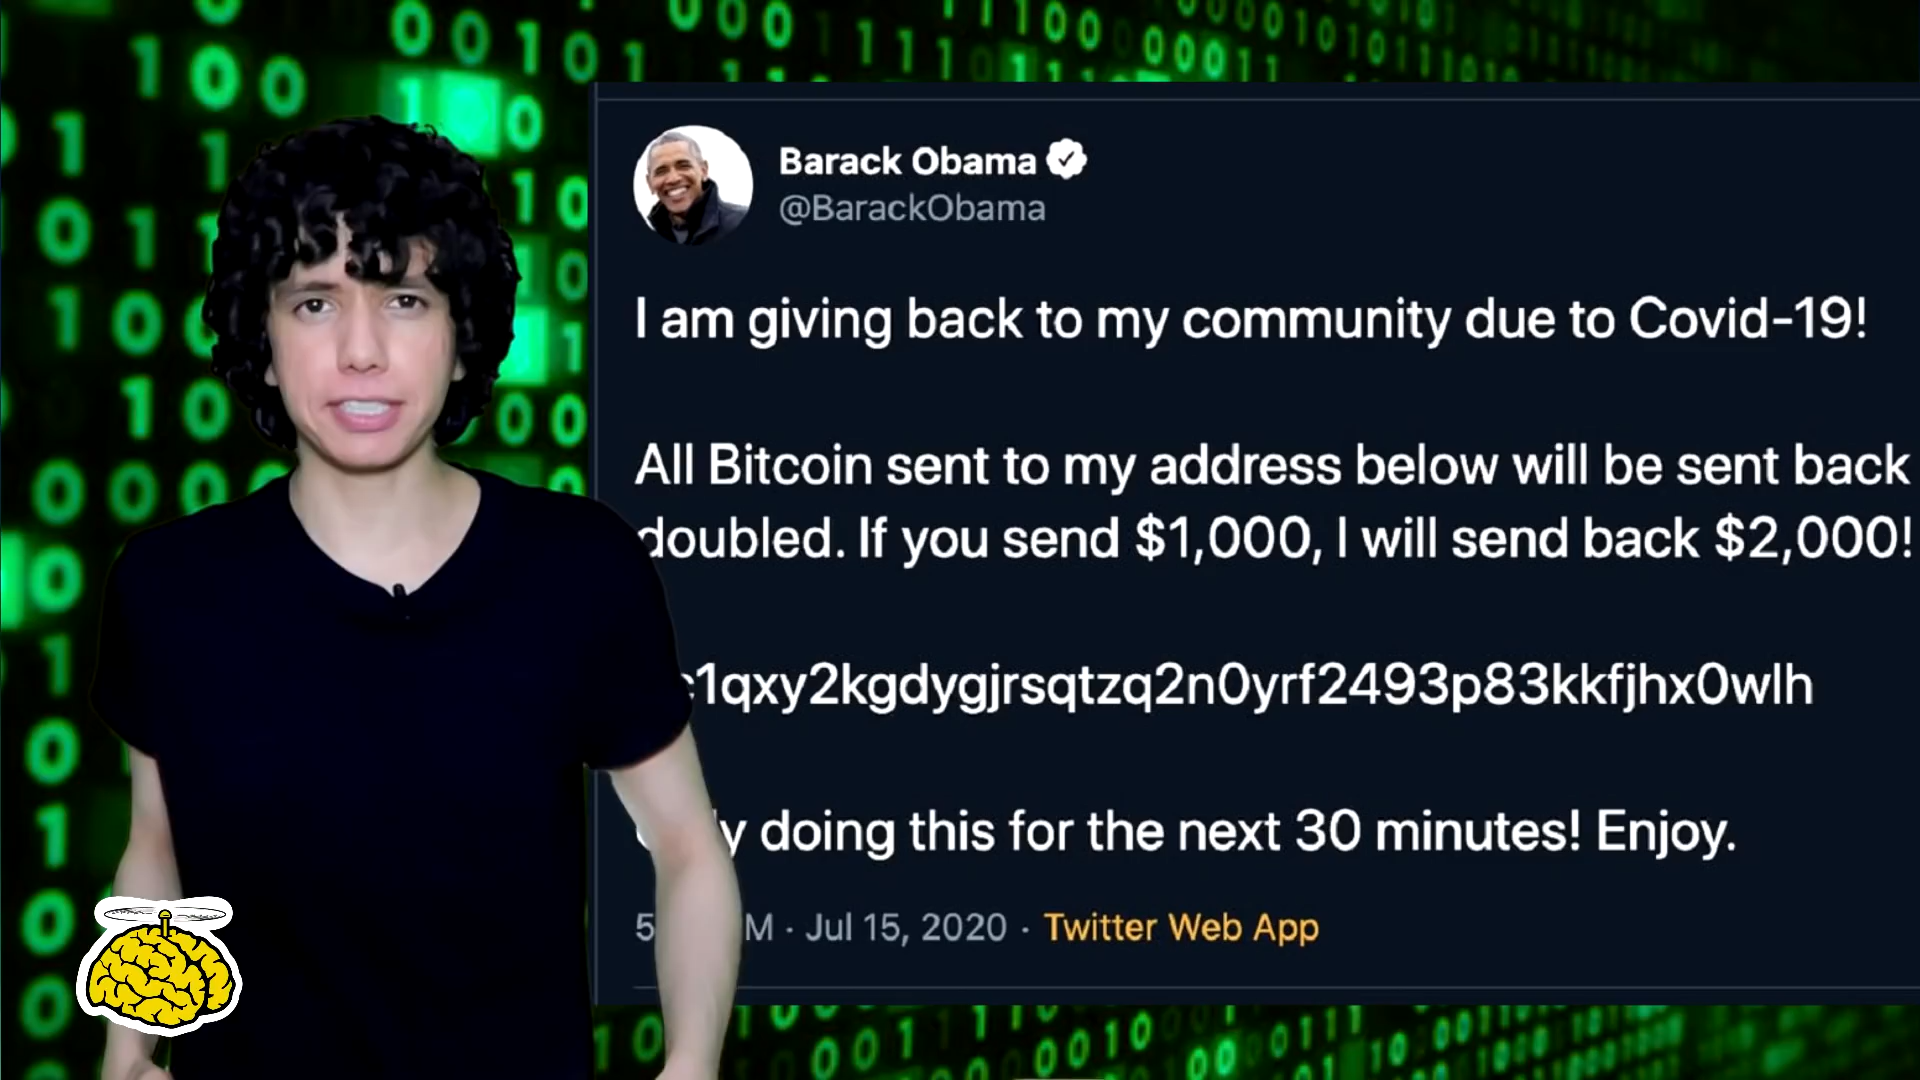 Barack Obama
@BarackObama
I am giving back to my community due to Covid-19!
All Bitcoin sent to my address below will be sent back
doubled. If you send $1,000, I will send back $2,000!
c1qxy2kgdygjrsqtzq2n0yrf2493p83kkfjhx0wlh
doing this for the next 30 minutes! Enjoy.
Jul 15, 2020 · Twitter Web App